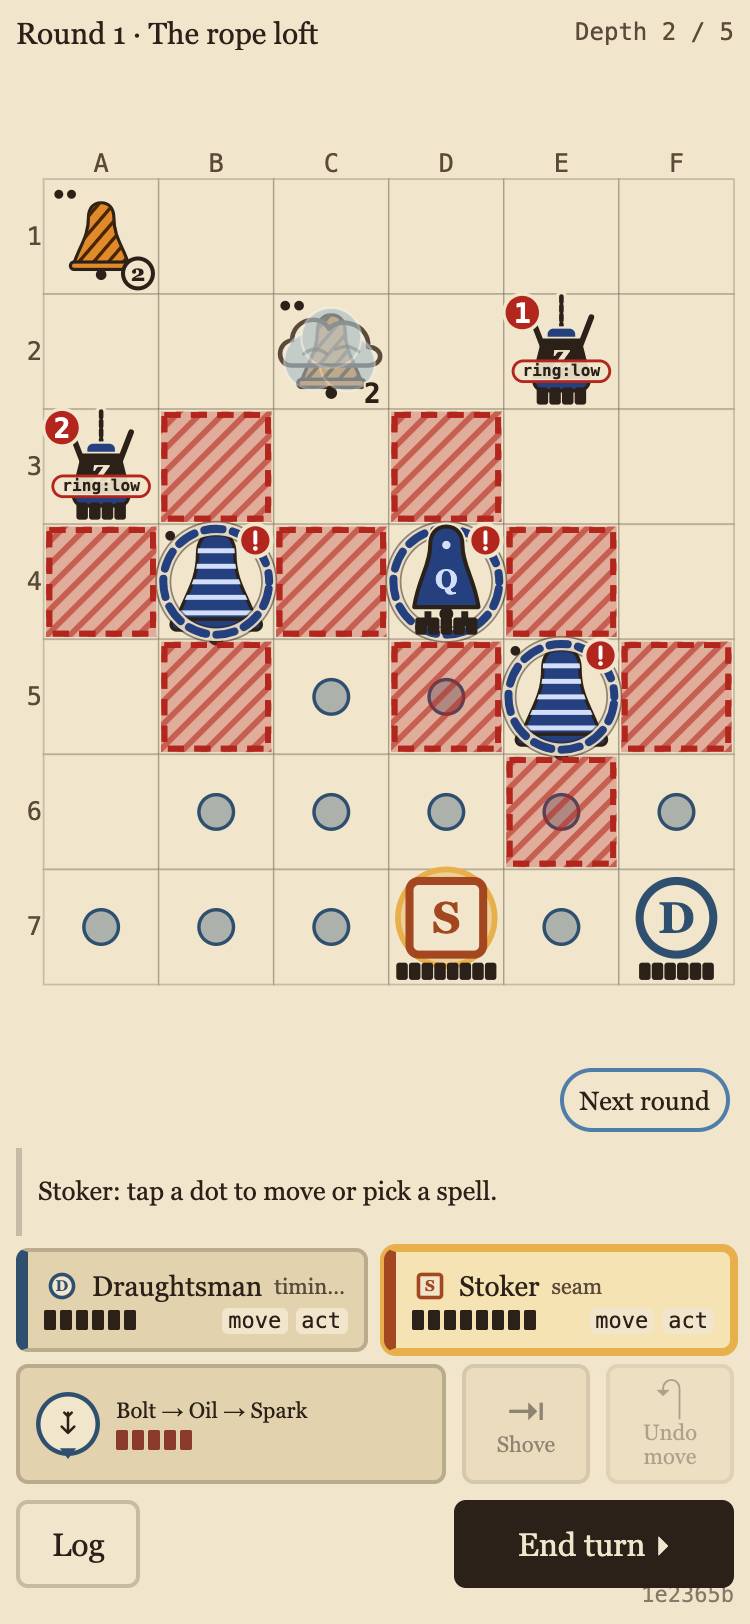 Round 1 · The rope loft
Depth 2 / 5
A B C D E F
1
2
2
2
1
ring:low
3
2
Z
ring:low
4
!
Q
!
5
!
6
7
S
D
Next round
Stoker: tap a dot to move or pick a spell.
D Draughtsman timin...
move act
S Stoker seam
move act
Bolt → Oil → Spark
Shove
Undo
move
Log
End turn
1e2365b